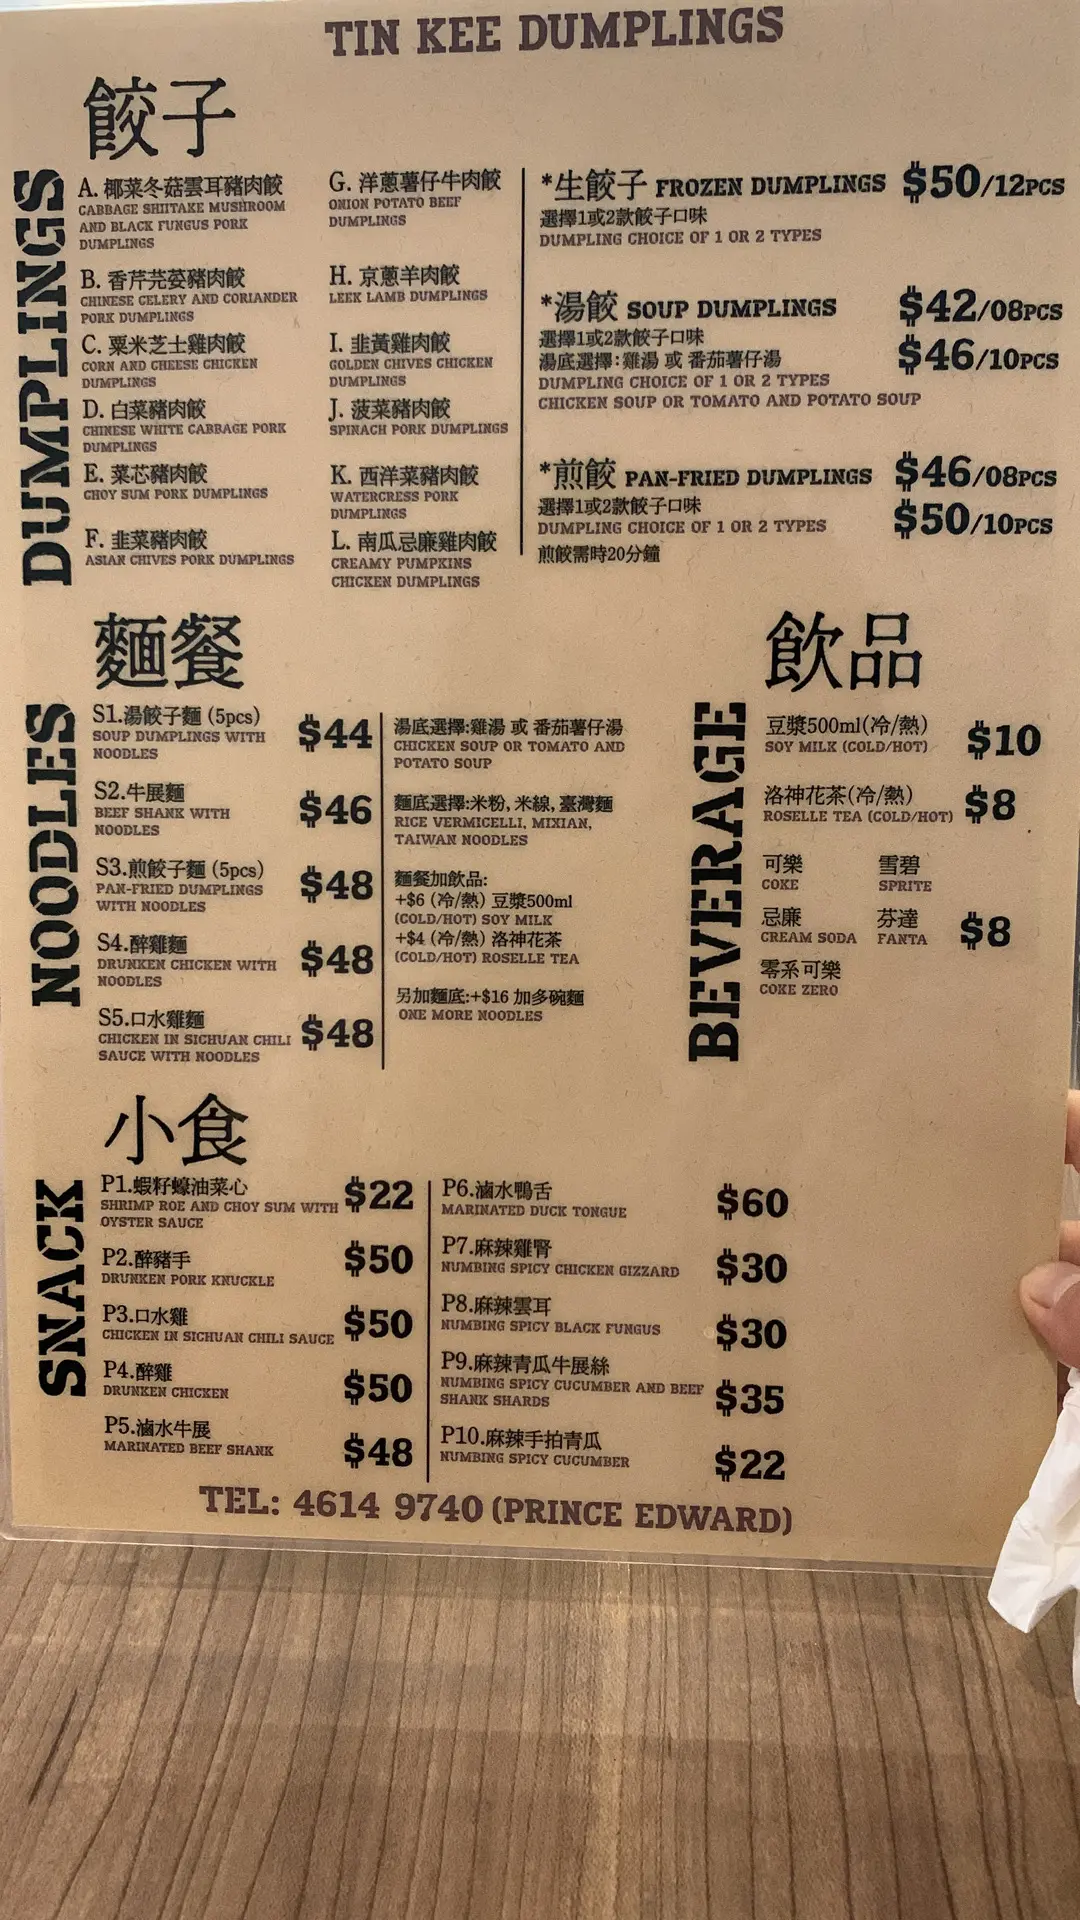 TIN KEE DUMPLINGS
餃子
DUMPLINGS
A. 椰菜冬菇雲耳豬肉餃
CABBAGE SHIITAKE MUSHROOM
AND BLACK FUNGUS PORK
DUMPLINGS
B. 香芹芫荽豬肉餃
CHINESE CELERY AND CORIANDER
PORK DUMPLINGS
C. 粟米芝士雞肉餃
CORN AND CHEESE CHICKEN
DUMPLINGS
D. 白菜豬肉餃
CHINESE WHITE CABBAGE PORK
DUMPLINGS
E. 菜芯豬肉餃
CHOY SUM PORK DUMPLINGS
F. 韭菜豬肉餃
ASIAN CHIVES PORK DUMPLINGS
G. 洋蔥薯仔牛肉餃
ONION POTATO BEEF
DUMPLINGS
H. 京蔥羊肉餃
LEEK LAMB DUMPLINGS
I. 韭黃雞肉餃
GOLDEN CHIVES CHICKEN
DUMPLINGS
J. 菠菜豬肉餃
SPINACH PORK DUMPLINGS
K. 西洋菜豬肉餃
WATERCRESS PORK
DUMPLINGS
L. 南瓜忌廉雞肉餃
CREAMY PUMPKINS
CHICKEN DUMPLINGS
*生餃子 FROZEN DUMPLINGS $50/12PCS
選擇1或2款餃子口味
DUMPLING CHOICE OF 1 OR 2 TYPES
*湯餃 SOUP DUMPLINGS $42/08PCS
選擇1或2款餃子口味
湯底選擇:雞湯 或 番茄薯仔湯 $46/10PCS
DUMPLING CHOICE OF 1 OR 2 TYPES
CHICKEN SOUP OR TOMATO AND POTATO SOUP
*煎餃 PAN-FRIED DUMPLINGS $46/08PCS
選擇1或2款餃子口味
DUMPLING CHOICE OF 1 OR 2 TYPES $50/10PCS
煎餃需時20分鐘
麵餐
NOODLES
S1.湯餃子麵 (5pcs) $44
SOUP DUMPLINGS WITH
NOODLES
S2.牛展麵 $46
BEEF SHANK WITH
NOODLES
S3.煎餃子麵 (5pcs) $48
PAN-FRIED DUMPLINGS
WITH NOODLES
S4.醉雞麵 $48
DRUNKEN CHICKEN WITH
NOODLES
S5.口水雞麵 $48
CHICKEN IN SICHUAN CHILI
SAUCE WITH NOODLES
湯底選擇:雞湯 或 番茄薯仔湯
CHICKEN SOUP OR TOMATO AND
POTATO SOUP
麵底選擇:米粉, 米線, 臺灣麵
RICE VERMICELLI, MIXIAN,
TAIWAN NOODLES
麵餐加飲品:
+$6 (冷/熱) 豆漿500ml
(COLD/HOT) SOY MILK
+$4 (冷/熱) 洛神花茶
(COLD/HOT) ROSELLE TEA
另加麵底:+$16 加多碗麵
ONE MORE NOODLES
飲品
BEVERAGE
豆漿500ml(冷/熱) $10
SOY MILK (COLD/HOT)
洛神花茶(冷/熱) $8
ROSELLE TEA (COLD/HOT)
可樂 雪碧
COKE SPRITE
忌廉 芬達 $8
CREAM SODA FANTA
零系可樂
COKE ZERO
小食
SNACK
P1.蝦籽蠔油菜心 $22
SHRIMP ROE AND CHOY SUM WITH
OYSTER SAUCE
P2.醉豬手 $50
DRUNKEN PORK KNUCKLE
P3.口水雞 $50
CHICKEN IN SICHUAN CHILI SAUCE
P4.醉雞 $50
DRUNKEN CHICKEN
P5.滷水牛展 $48
MARINATED BEEF SHANK
P6.滷水鴨舌 $60
MARINATED DUCK TONGUE
P7.麻辣雞腎 $30
NUMBING SPICY CHICKEN GIZZARD
P8.麻辣雲耳 $30
NUMBING SPICY BLACK FUNGUS
P9.麻辣青瓜牛展絲 $35
NUMBING SPICY CUCUMBER AND BEEF
SHANK SHARDS
P10.麻辣手拍青瓜 $22
NUMBING SPICY CUCUMBER
TEL: 4614 9740 (PRINCE EDWARD)